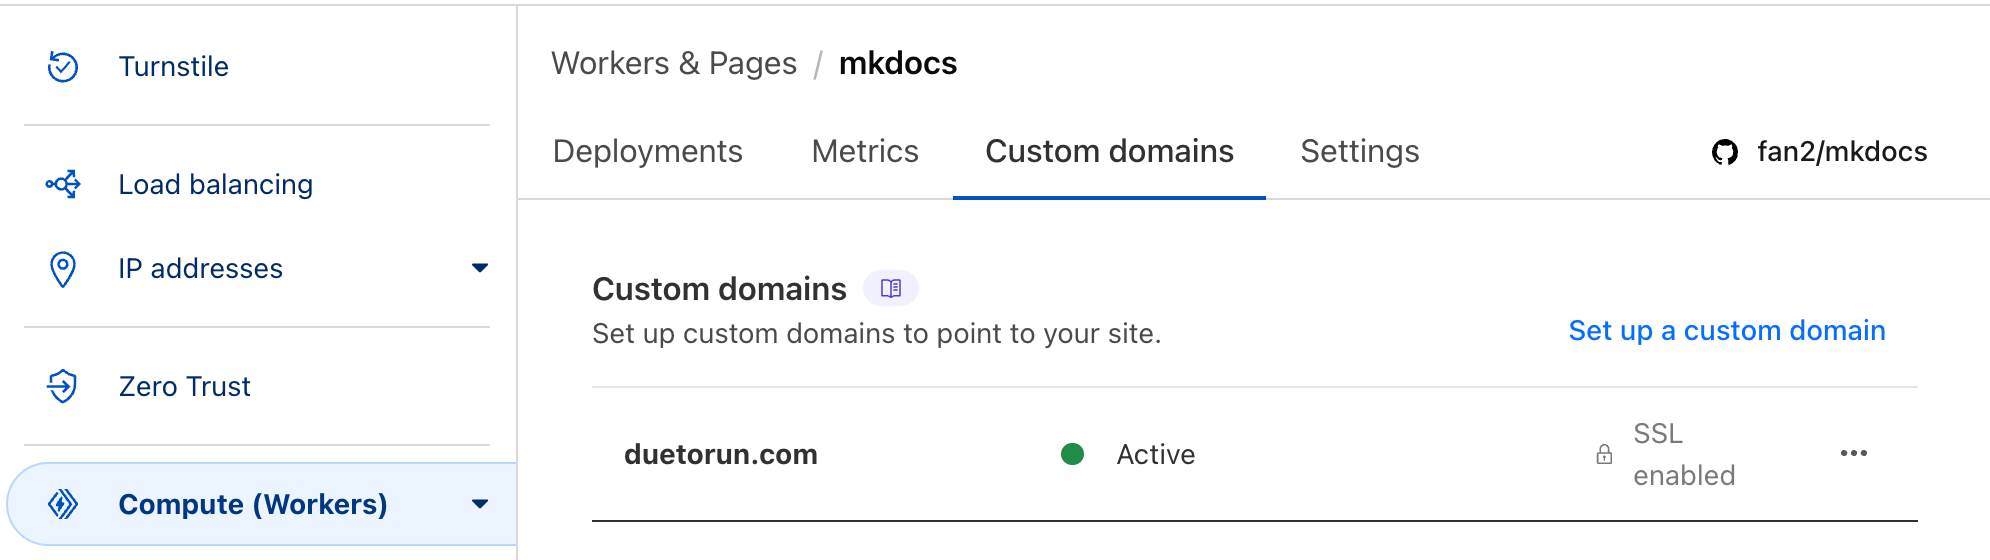 Turnstile
Load balancing
IP addresses
Zero Trust
Compute (Workers)
Workers & Pages / mkdocs
Deployments Metrics Custom domains Settings fan2/mkdocs
Custom domains
Set up custom domains to point to your site.
Set up a custom domain
duetorun.com Active SSL
enabled